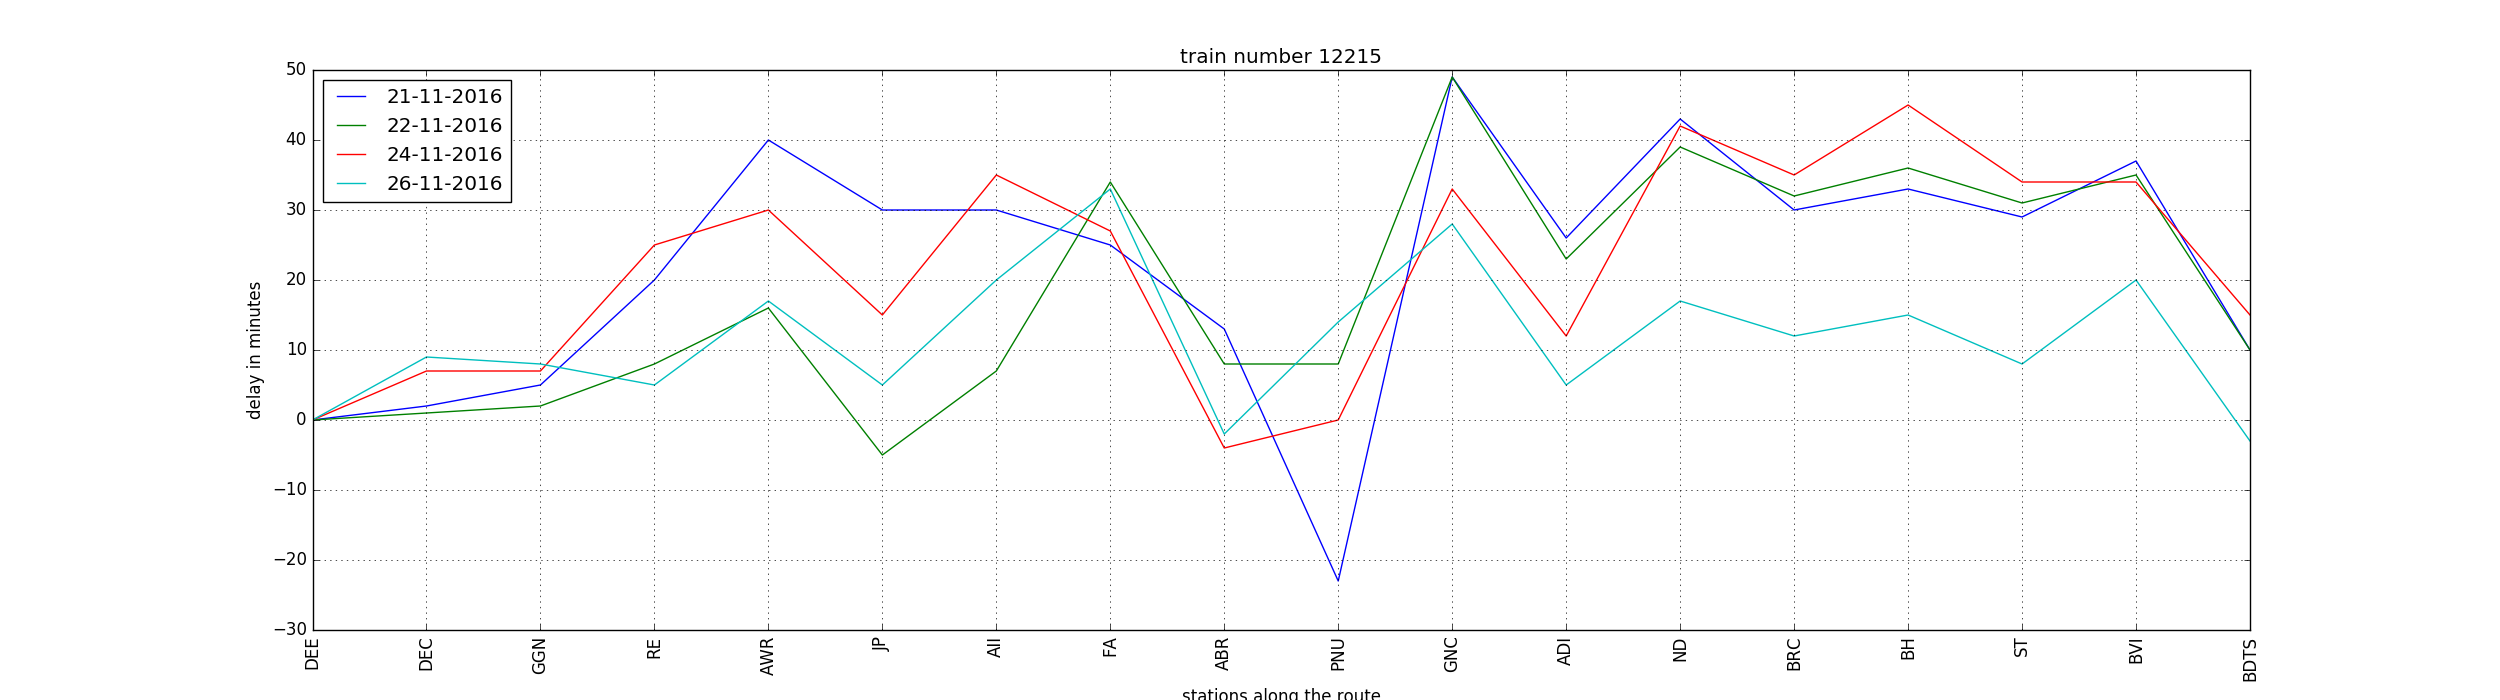 train number 12215
50
40
30
20
10
0
−10
−20
−30
delay in minutes
21-11-2016
22-11-2016
24-11-2016
26-11-2016
DEE
DEC
GGN
RE
AWR
JP
AII
FA
ABR
PNU
GNC
ADI
ND
BRC
BH
ST
BVI
BDTS
stations along the route